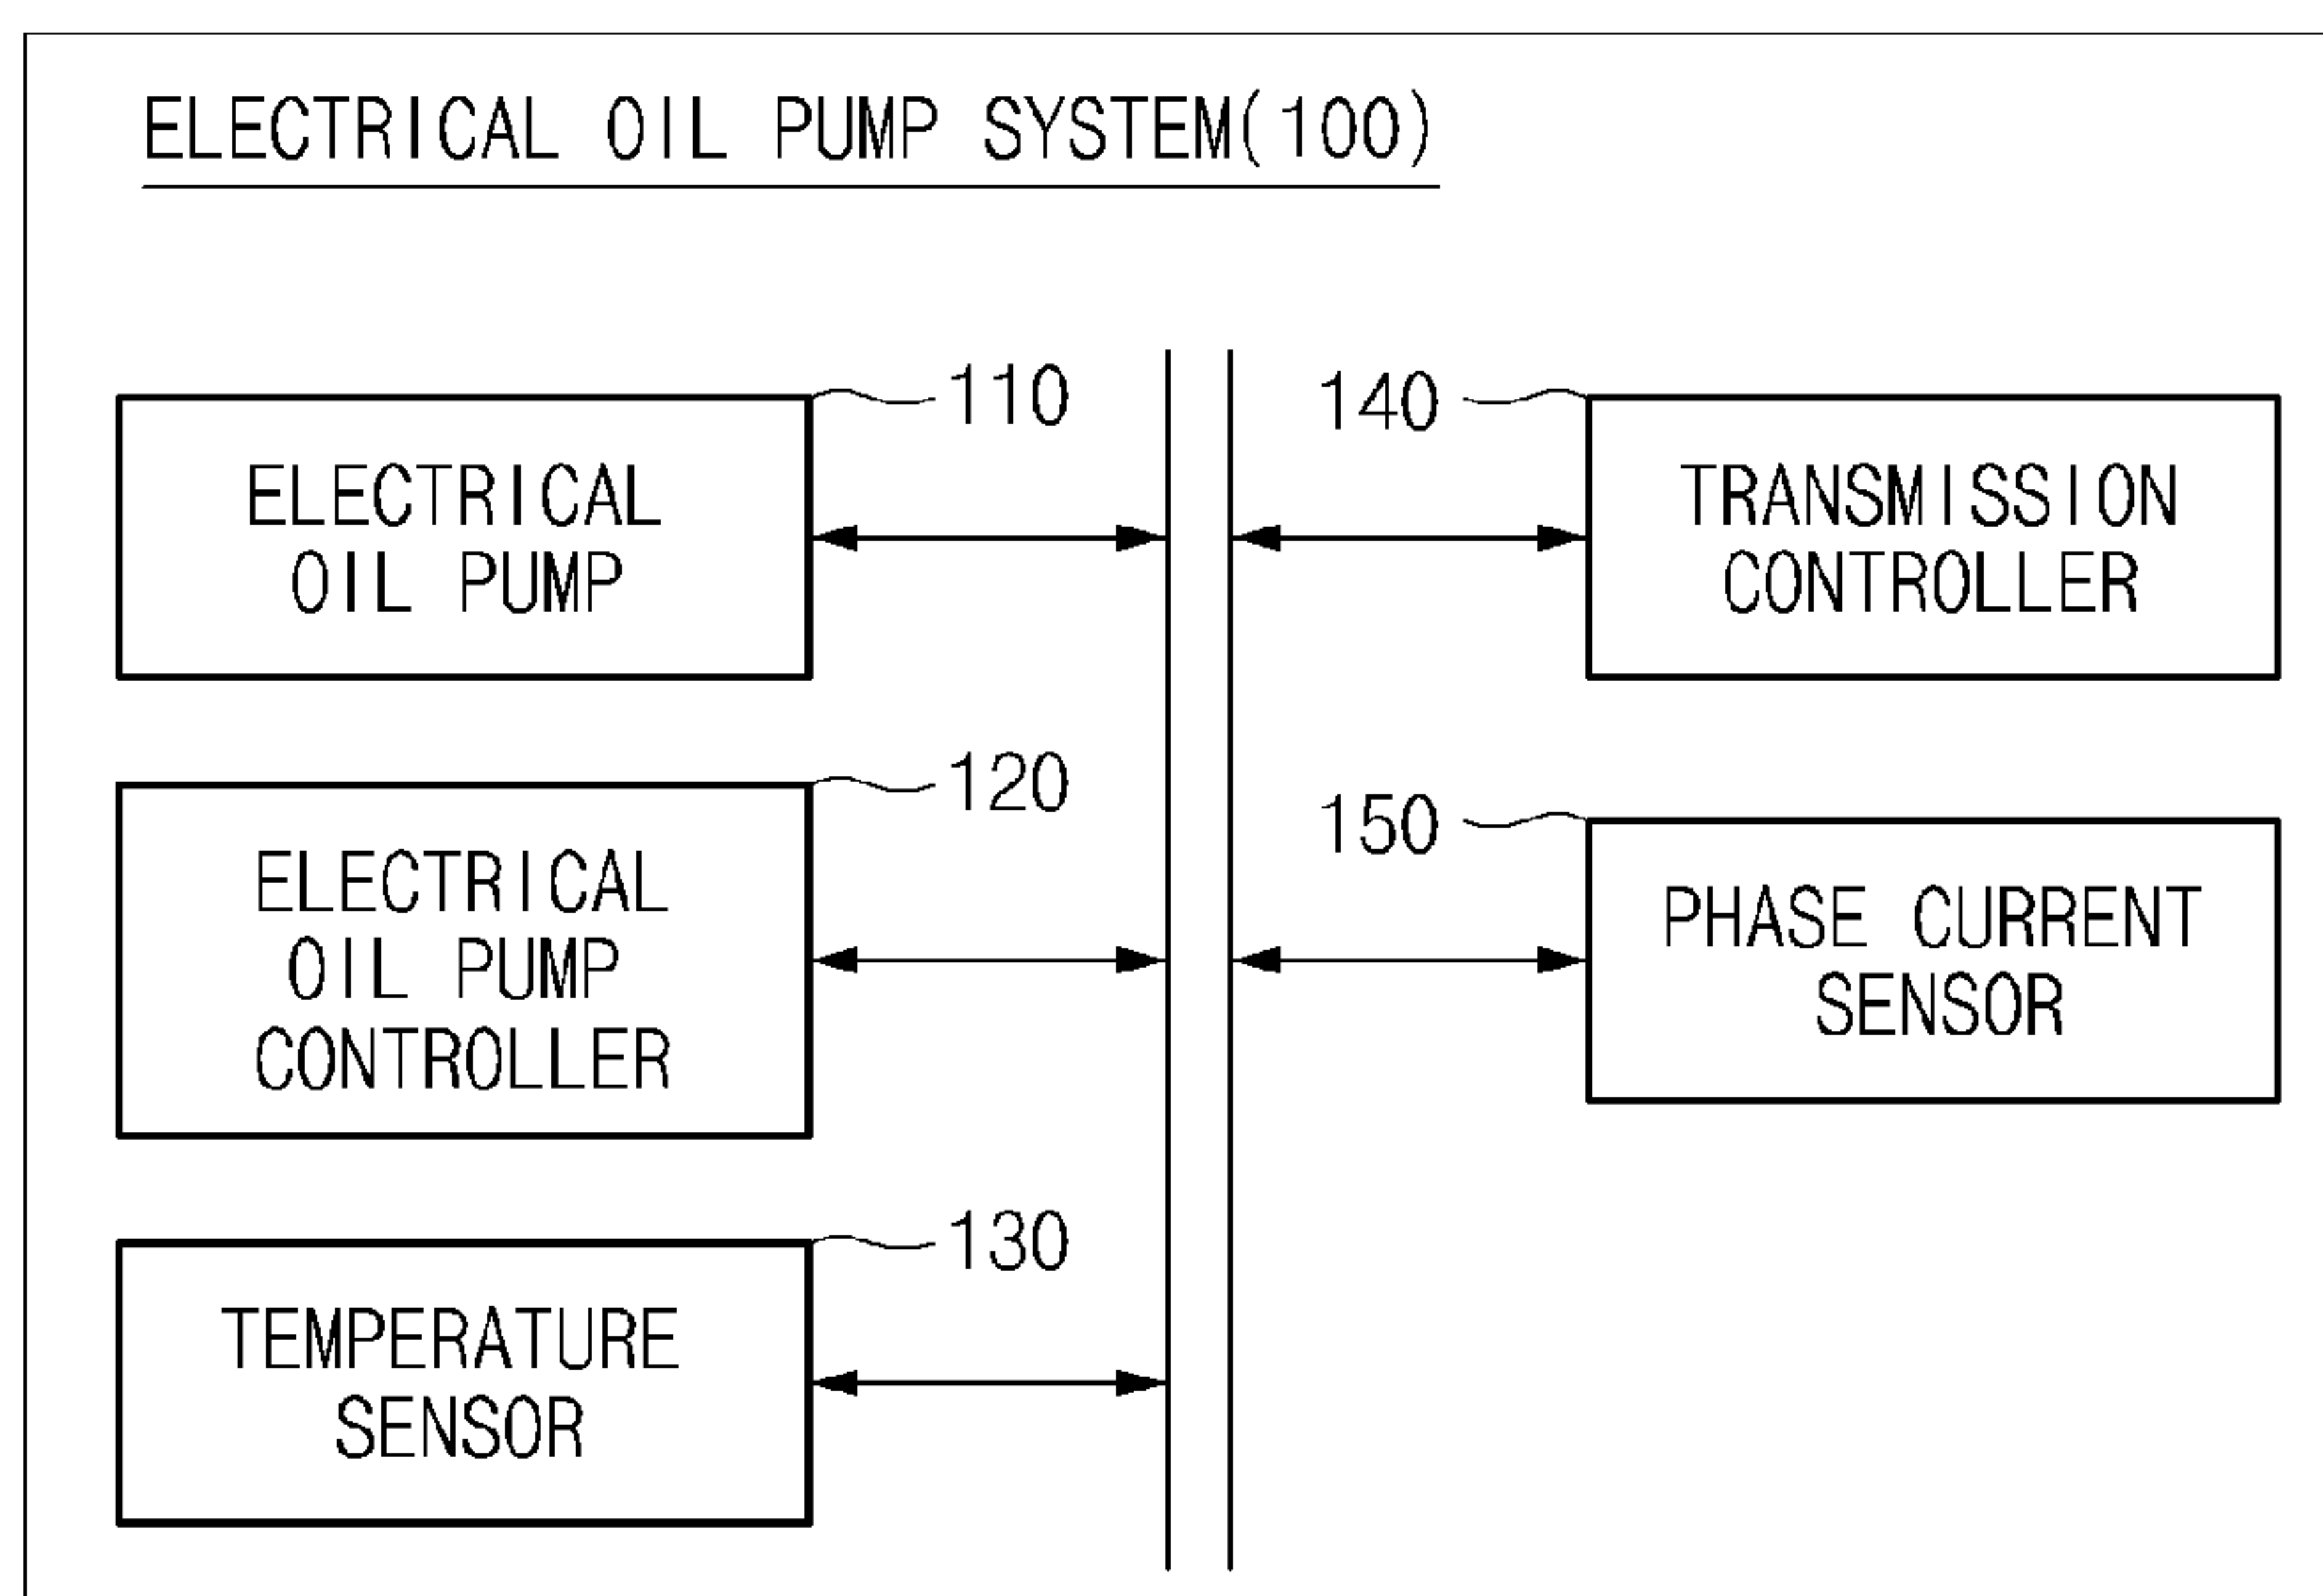 ELECTRICAL OIL PUMP SYSTEM(100)
110
ELECTRICAL
OIL PUMP
120
ELECTRICAL
OIL PUMP
CONTROLLER
130
TEMPERATURE
SENSOR
140
TRANSMISSION
CONTROLLER
150
PHASE CURRENT
SENSOR